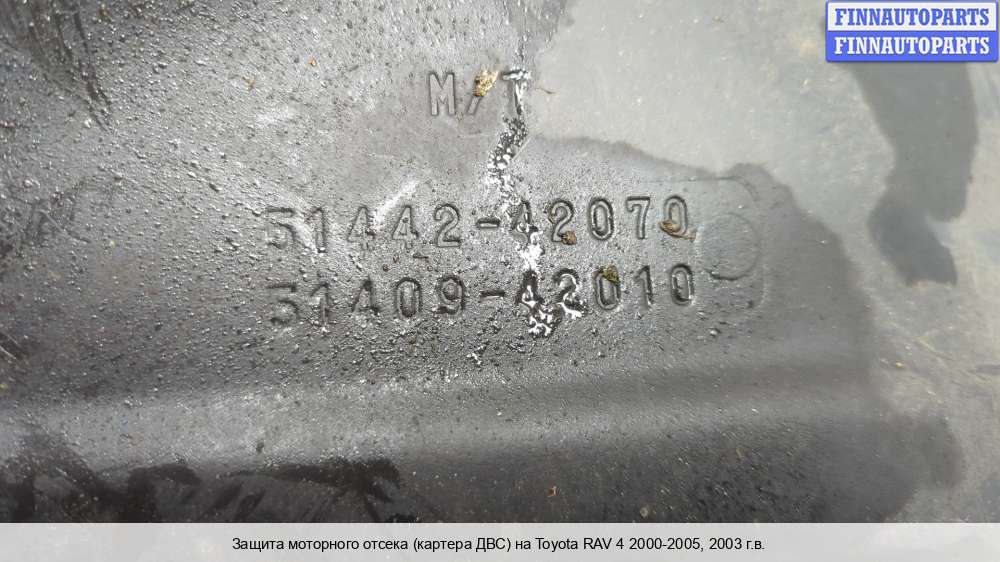 FINNAUTOPARTS
FINNAUTOPARTS
M/T
51442-42070
51409-42010
Защита моторного отсека (картера ДВС) на Toyota RAV 4 2000-2005, 2003 г.в.